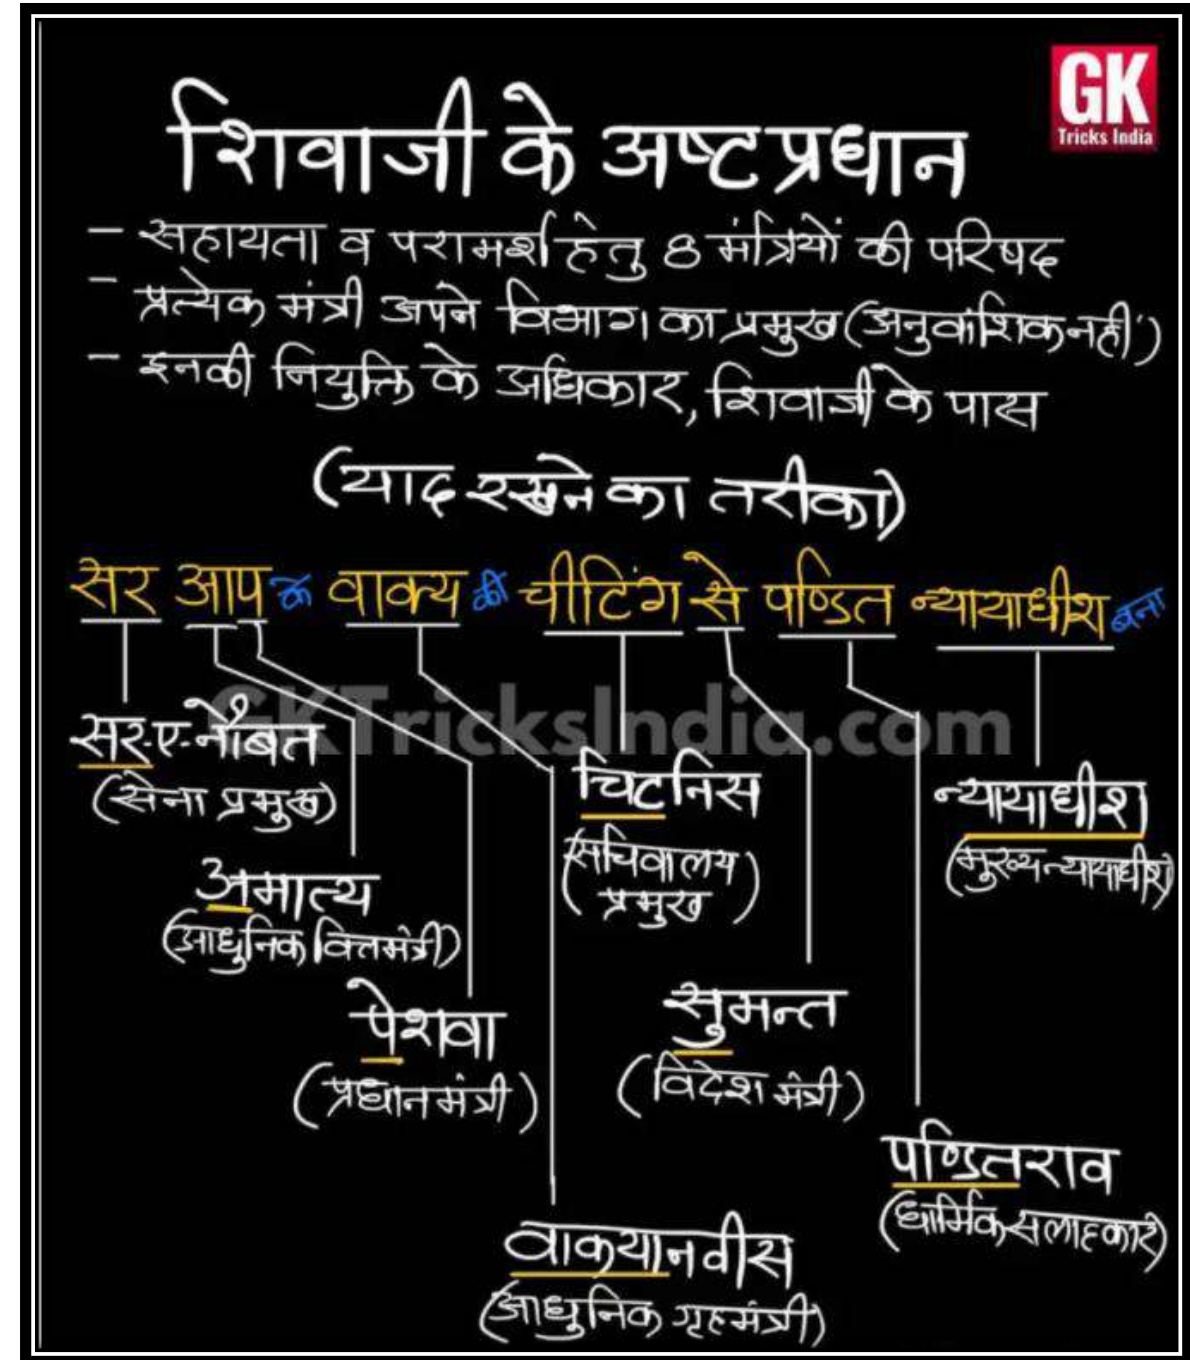 GK
Tricks India
शिवाजी के अष्टप्रधान
- सहायता व परामर्श हेतु 8 मंत्रियों की परिषद
- प्रत्येक मंत्री अपने विभाग का प्रमुख (अनुवांशिक नहीं)
- इनकी नियुक्ति के अधिकार, शिवाजी के पास
(याद रखने का तरीका)
सर आप के वाक्य की चीटिंग से पण्डित न्यायाधीश बना
GKTricksIndia.com
सर-ए-नौबत
(सेना प्रमुख)
चिटनिस
(सचिवालय प्रमुख)
न्यायाधीश
(मुख्य न्यायाधीश)
अमात्य
(आधुनिक वित्तमंत्री)
पेशवा
(प्रधानमंत्री)
सुमन्त
(विदेश मंत्री)
पण्डितराव
(धार्मिक सलाहकार)
वाकयानवीस
(आधुनिक गृहमंत्री)